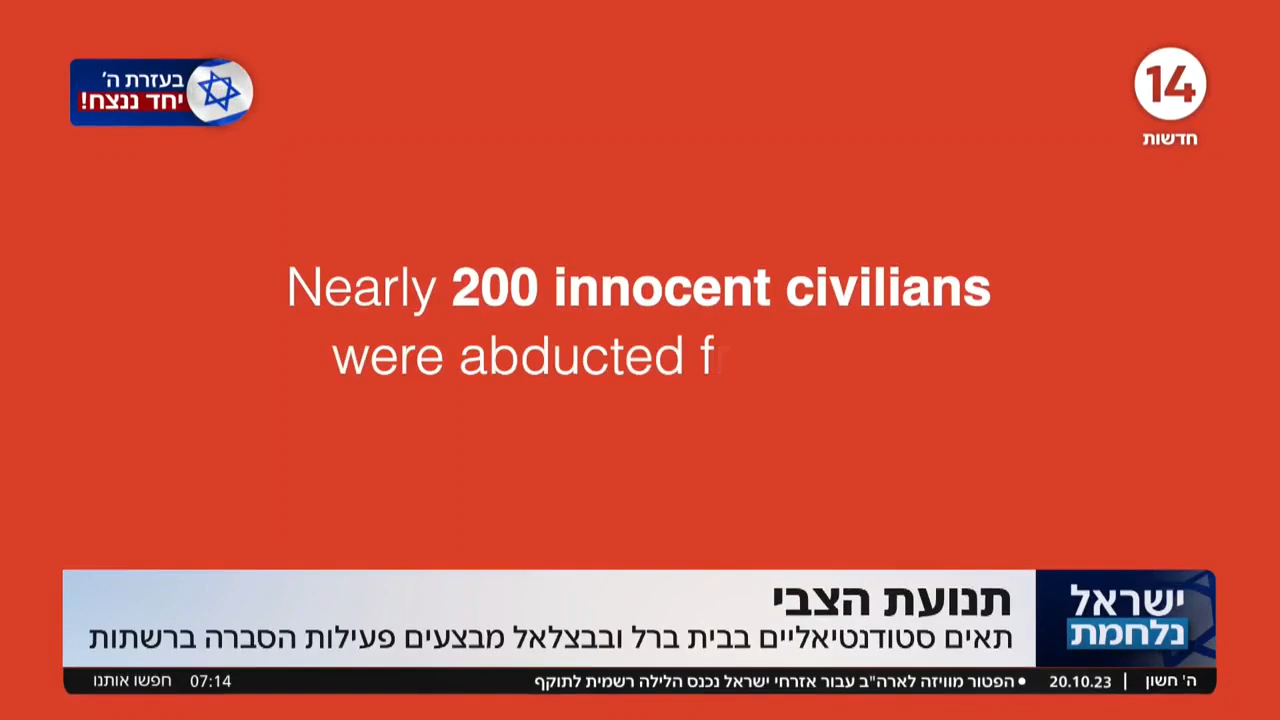 בעזרת ה'
יחד ננצח!
14
חדשות
Nearly 200 innocent civilians
were abducted fr
תנועת הצבי
תאים סטודנטיאליים בבית ברל ובבצלאל מבצעים פעילות הסברה ברשתות
ישראל
נלחמת
ה' חשון | 20.10.23 • הפטור מוויזה לארה"ב עבור אזרחי ישראל נכנס הלילה רשמית לתוקף 07:14 חפשו אותנו